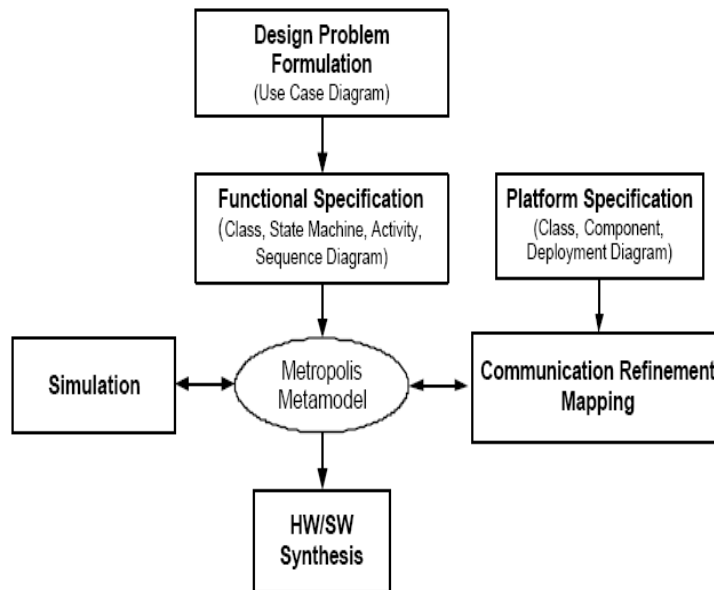 Design Problem
Formulation
(Use Case Diagram)
Functional Specification
(Class, State Machine, Activity,
Sequence Diagram)
Platform Specification
(Class, Component,
Deployment Diagram)
Simulation
Metropolis
Metamodel
Communication Refinement
Mapping
HW/SW
Synthesis